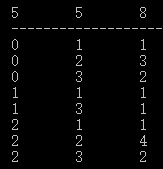 5 5 8
--------------------
0 1 1
0 2 3
0 3 2
1 1 1
1 3 1
2 1 1
2 2 4
2 3 2